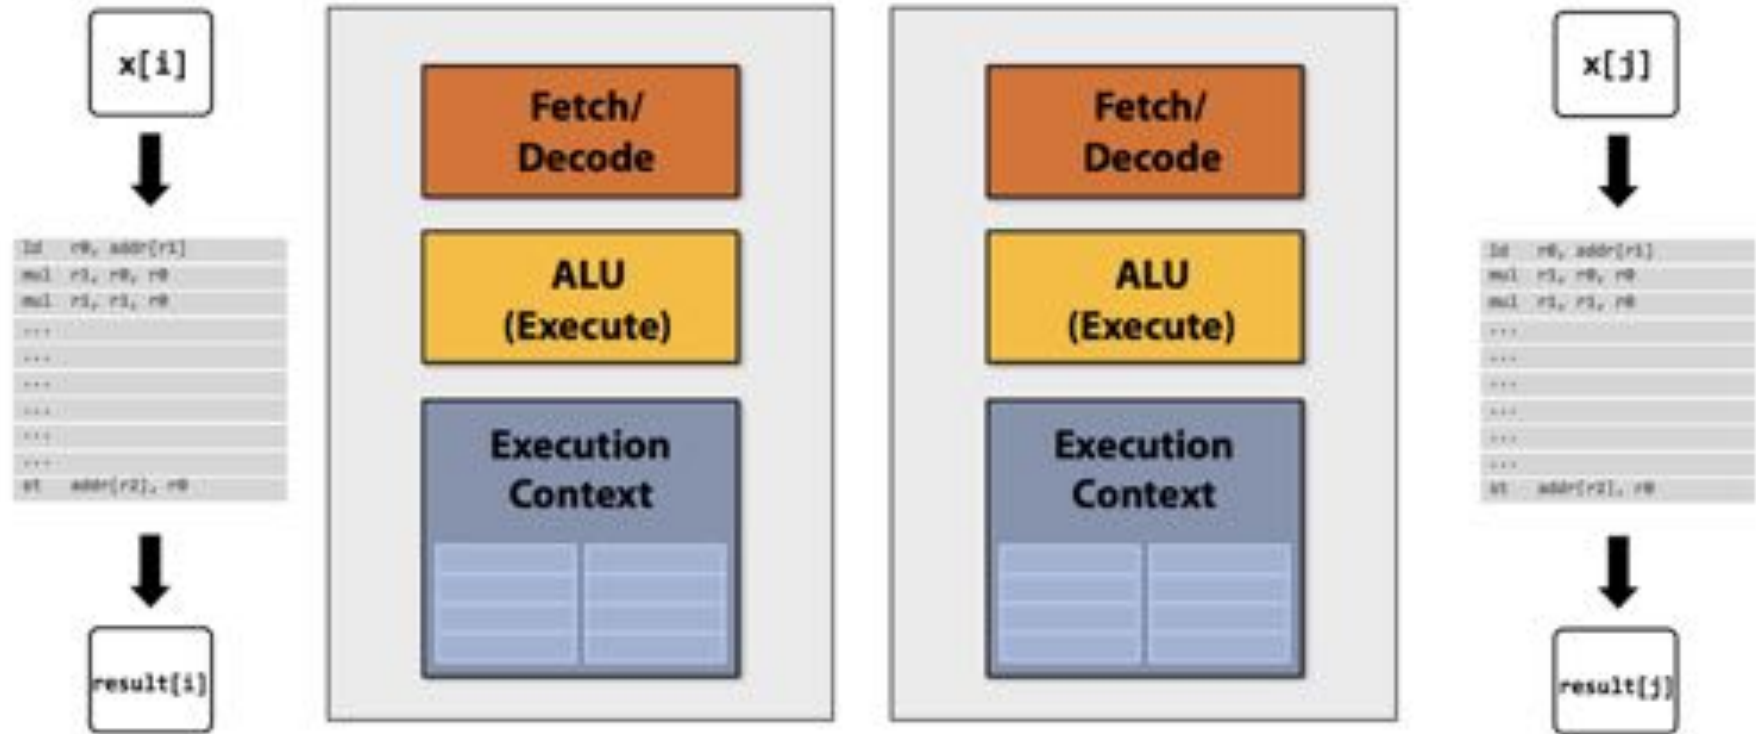 x[i]
ld r0, addr[r1]
mul r1, r0, r0
mul r1, r1, r0
...
...
...
...
...
...
st addr[r2], r0
result[i]
Fetch/
Decode
ALU
(Execute)
Execution
Context
Fetch/
Decode
ALU
(Execute)
Execution
Context
x[j]
ld r0, addr[r1]
mul r1, r0, r0
mul r1, r1, r0
...
...
...
...
...
...
st addr[r2], r0
result[j]